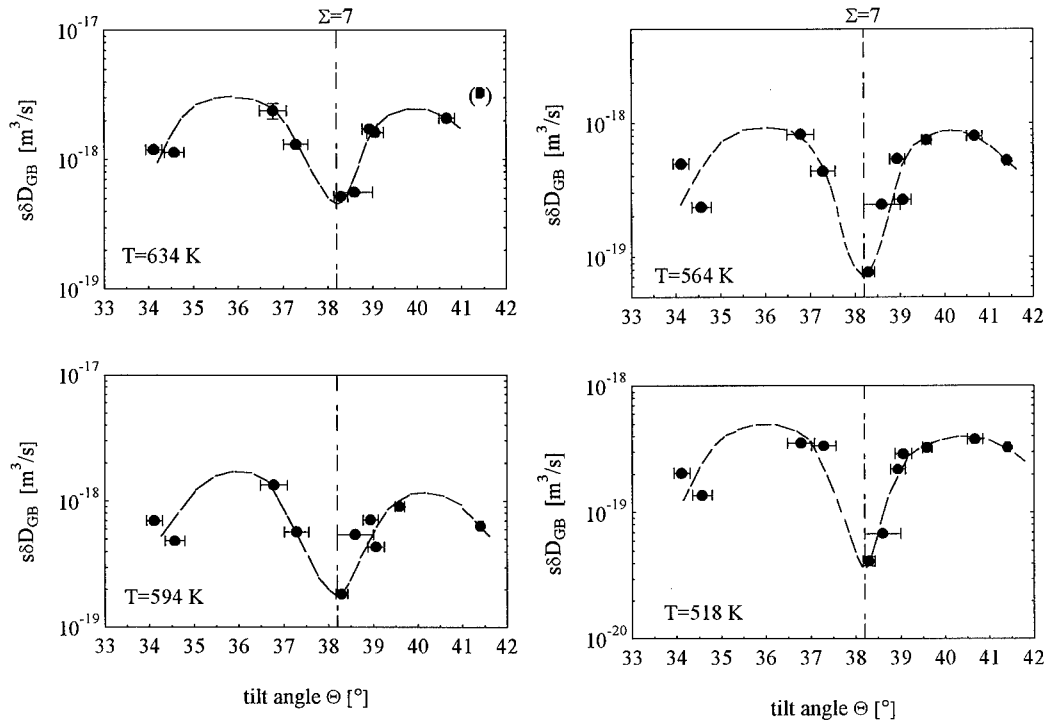 Σ=7
10⁻¹⁷
sδD_GB [m³/s]
10⁻¹⁸
10⁻¹⁹
T=634 K
33 34 35 36 37 38 39 40 41 42
Σ=7
sδD_GB [m³/s]
10⁻¹⁸
10⁻¹⁹
T=564 K
33 34 35 36 37 38 39 40 41 42
10⁻¹⁷
sδD_GB [m³/s]
10⁻¹⁸
10⁻¹⁹
T=594 K
33 34 35 36 37 38 39 40 41 42
tilt angle Θ [°]
10⁻¹⁸
sδD_GB [m³/s]
10⁻¹⁹
10⁻²⁰
T=518 K
33 34 35 36 37 38 39 40 41 42
tilt angle Θ [°]